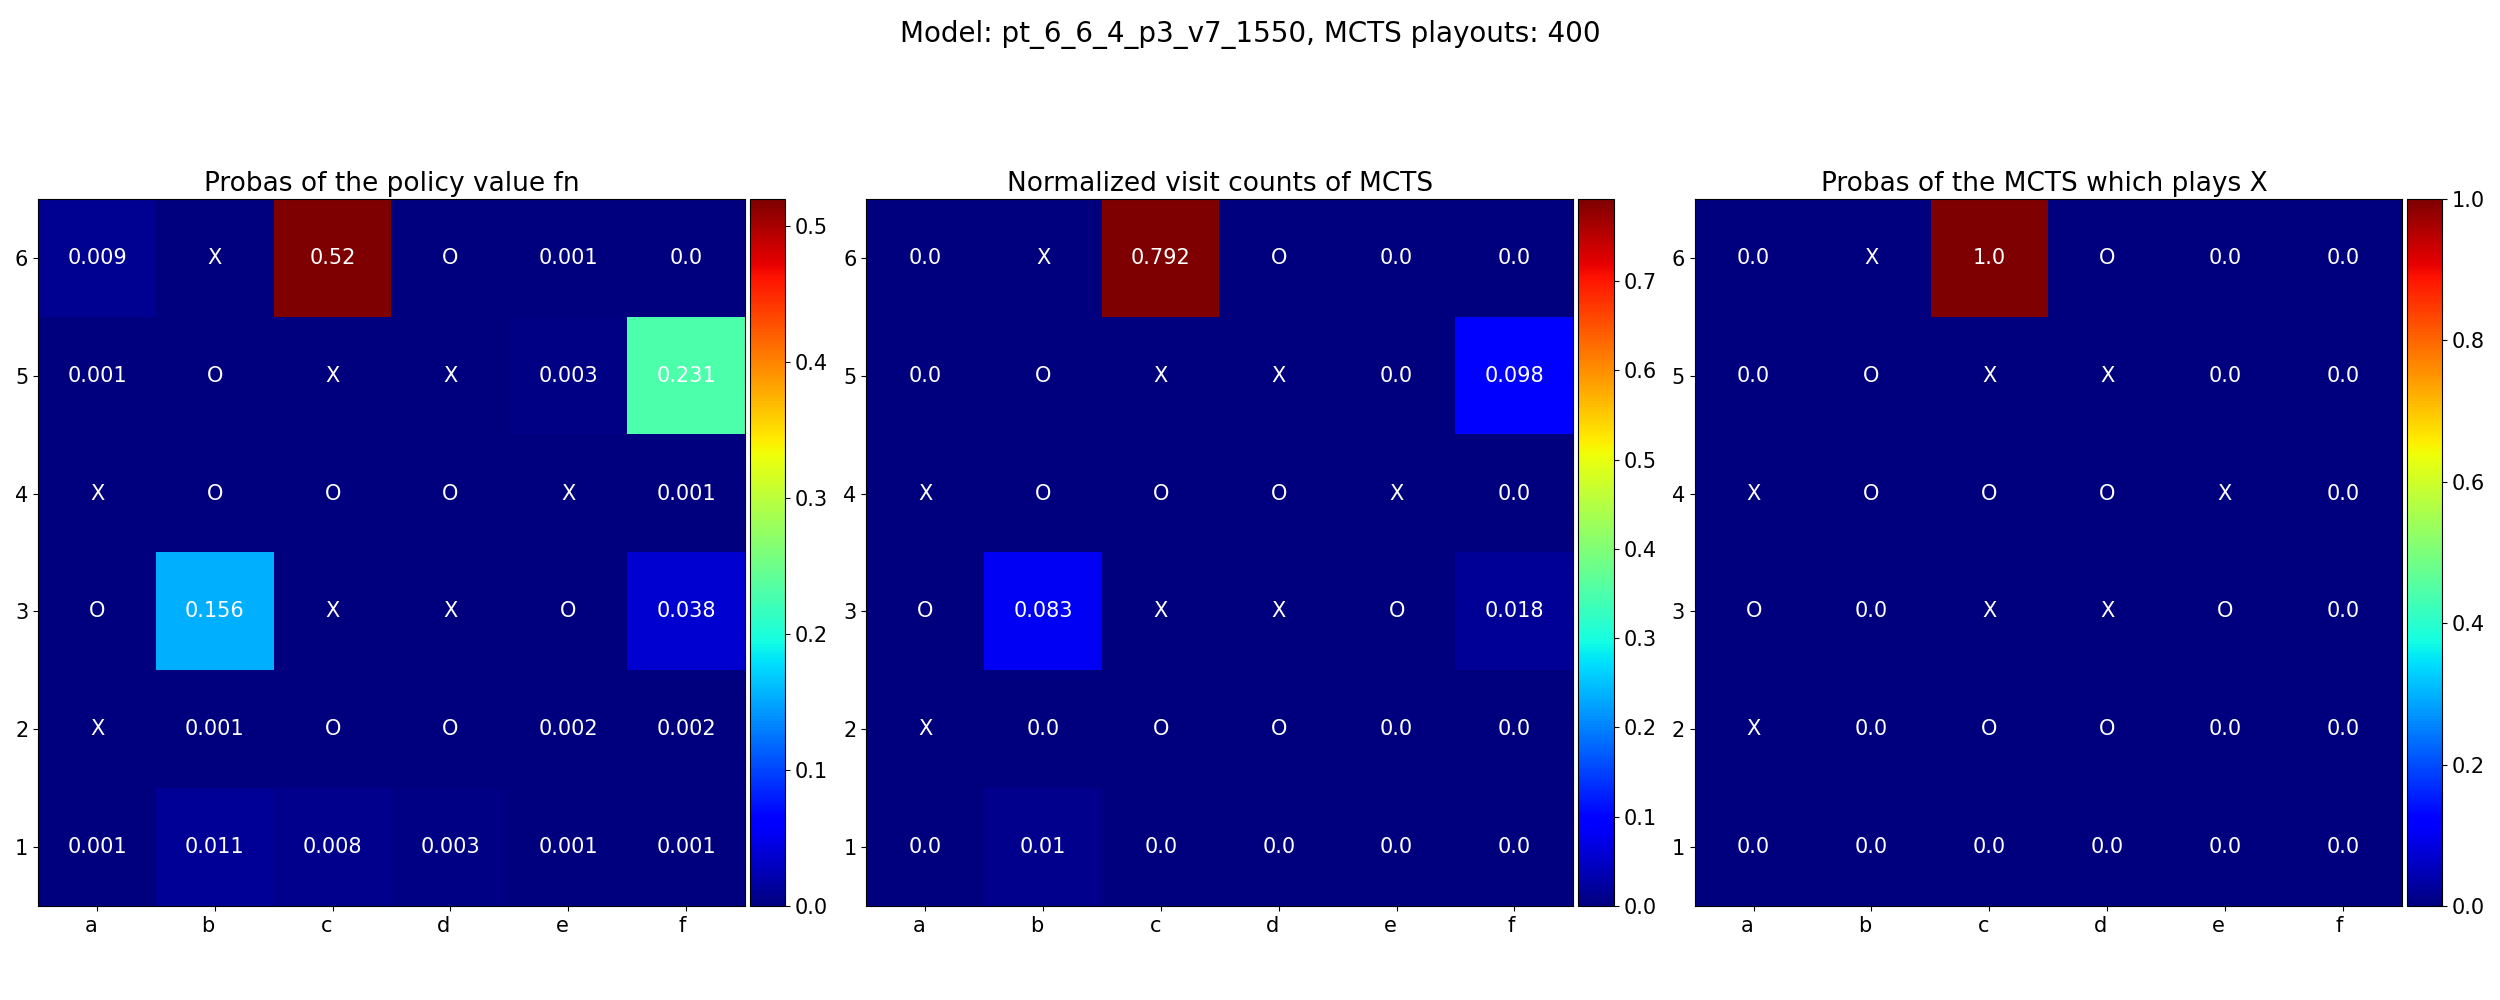 Model: pt_6_6_4_p3_v7_1550, MCTS playouts: 400
Probas of the policy value fn
6 0.009 X 0.52 O 0.001 0.0
5 0.001 O X X 0.003 0.231
4 X O O O X 0.001
3 O 0.156 X X O 0.038
2 X 0.001 O O 0.002 0.002
1 0.001 0.011 0.008 0.003 0.001 0.001
a b c d e f
0.5
0.4
0.3
0.2
0.1
0.0
Normalized visit counts of MCTS
6 0.0 X 0.792 O 0.0 0.0
5 0.0 O X X 0.0 0.098
4 X O O O X 0.0
3 O 0.083 X X O 0.018
2 X 0.0 O O 0.0 0.0
1 0.0 0.01 0.0 0.0 0.0 0.0
a b c d e f
0.7
0.6
0.5
0.4
0.3
0.2
0.1
0.0
Probas of the MCTS which plays X
6 0.0 X 1.0 O 0.0 0.0
5 0.0 O X X 0.0 0.0
4 X O O O X 0.0
3 O 0.0 X X O 0.0
2 X 0.0 O O 0.0 0.0
1 0.0 0.0 0.0 0.0 0.0 0.0
a b c d e f
1.0
0.8
0.6
0.4
0.2
0.0